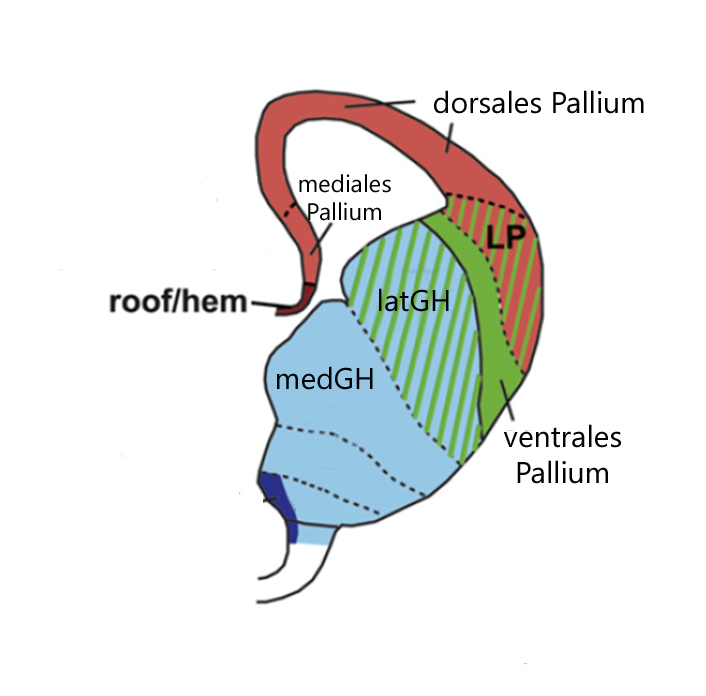 dorsales Pallium
mediales
Pallium
LP
roof/hem
latGH
medGH
ventrales
Pallium